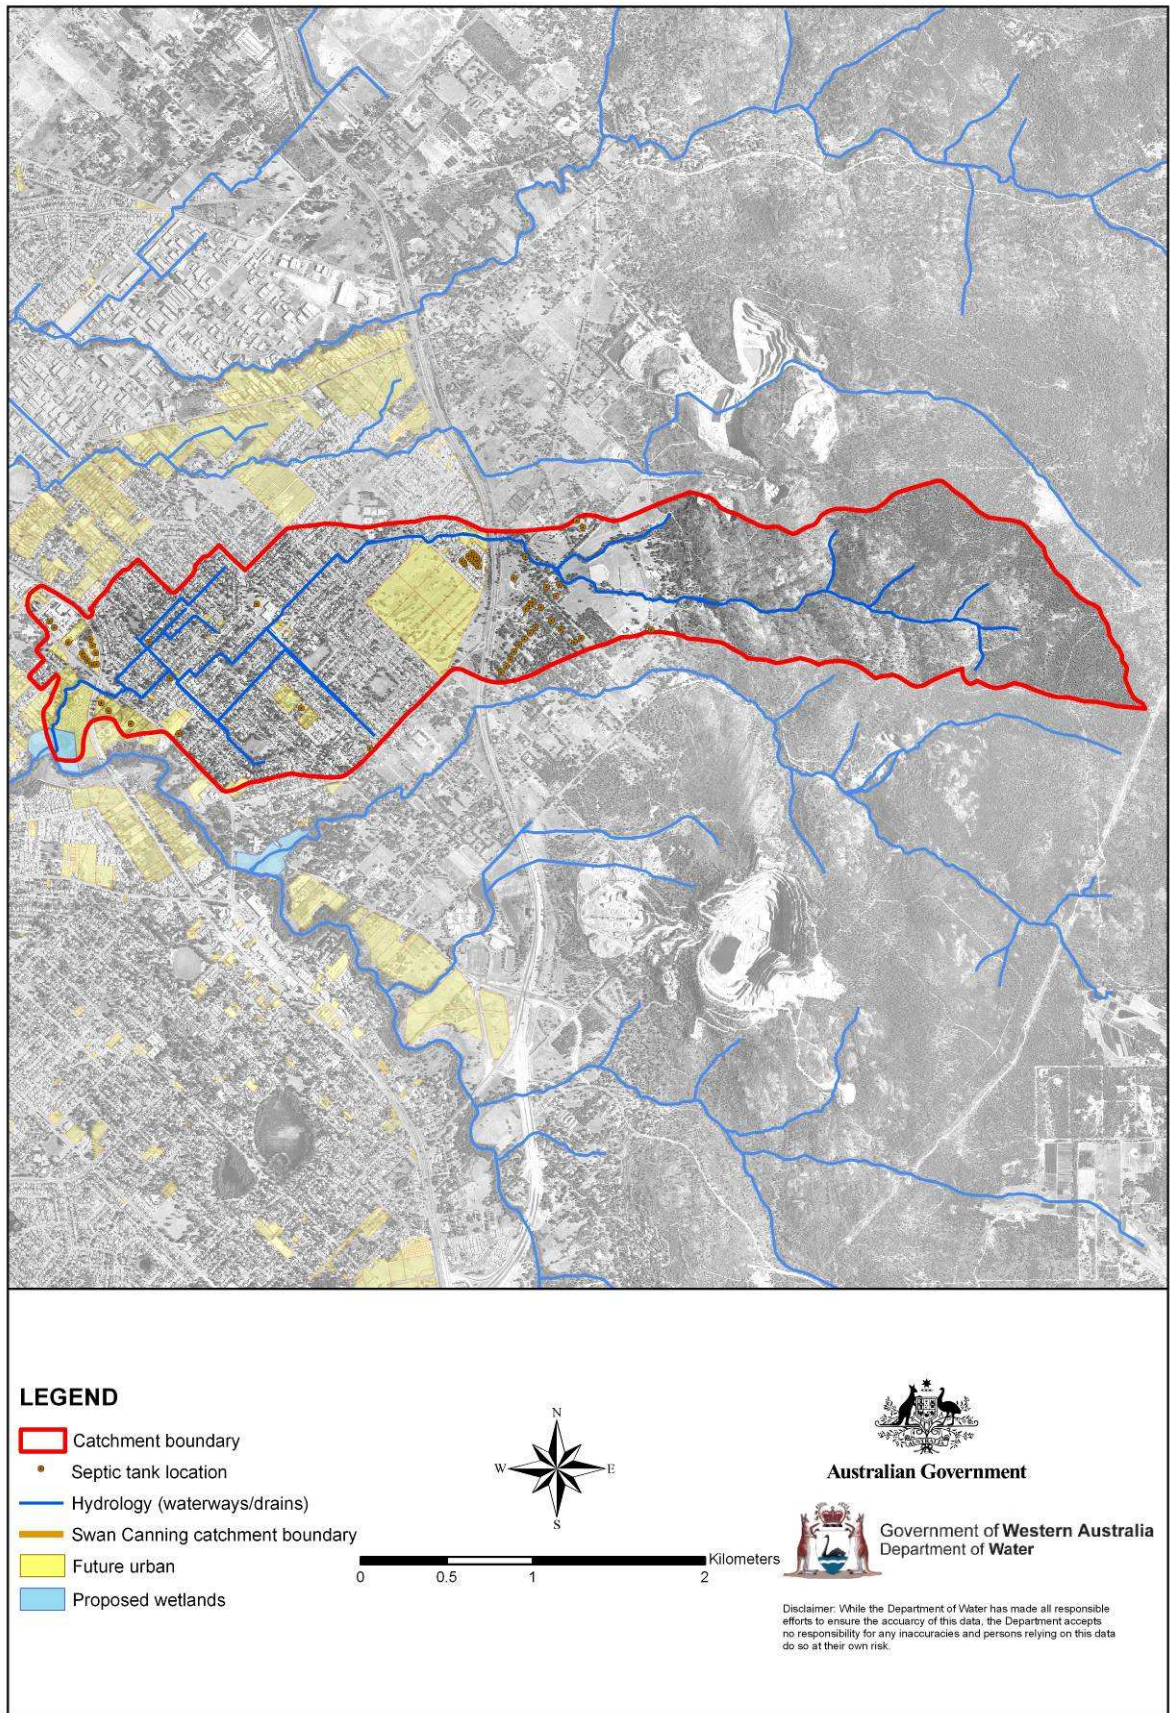 LEGEND
Catchment boundary
Septic tank location
Hydrology (waterways/drains)
Swan Canning catchment boundary
Future urban
Proposed wetlands
N
W E
S
Kilometers
0 0.5 1 2
Australian Government
Government of Western Australia
Department of Water
Disclaimer: While the Department of Water has made all responsible
efforts to ensure the accuarcy of this data, the Department accepts
no responsibility for any inaccuracies and persons relying on this data
do so at their own risk.